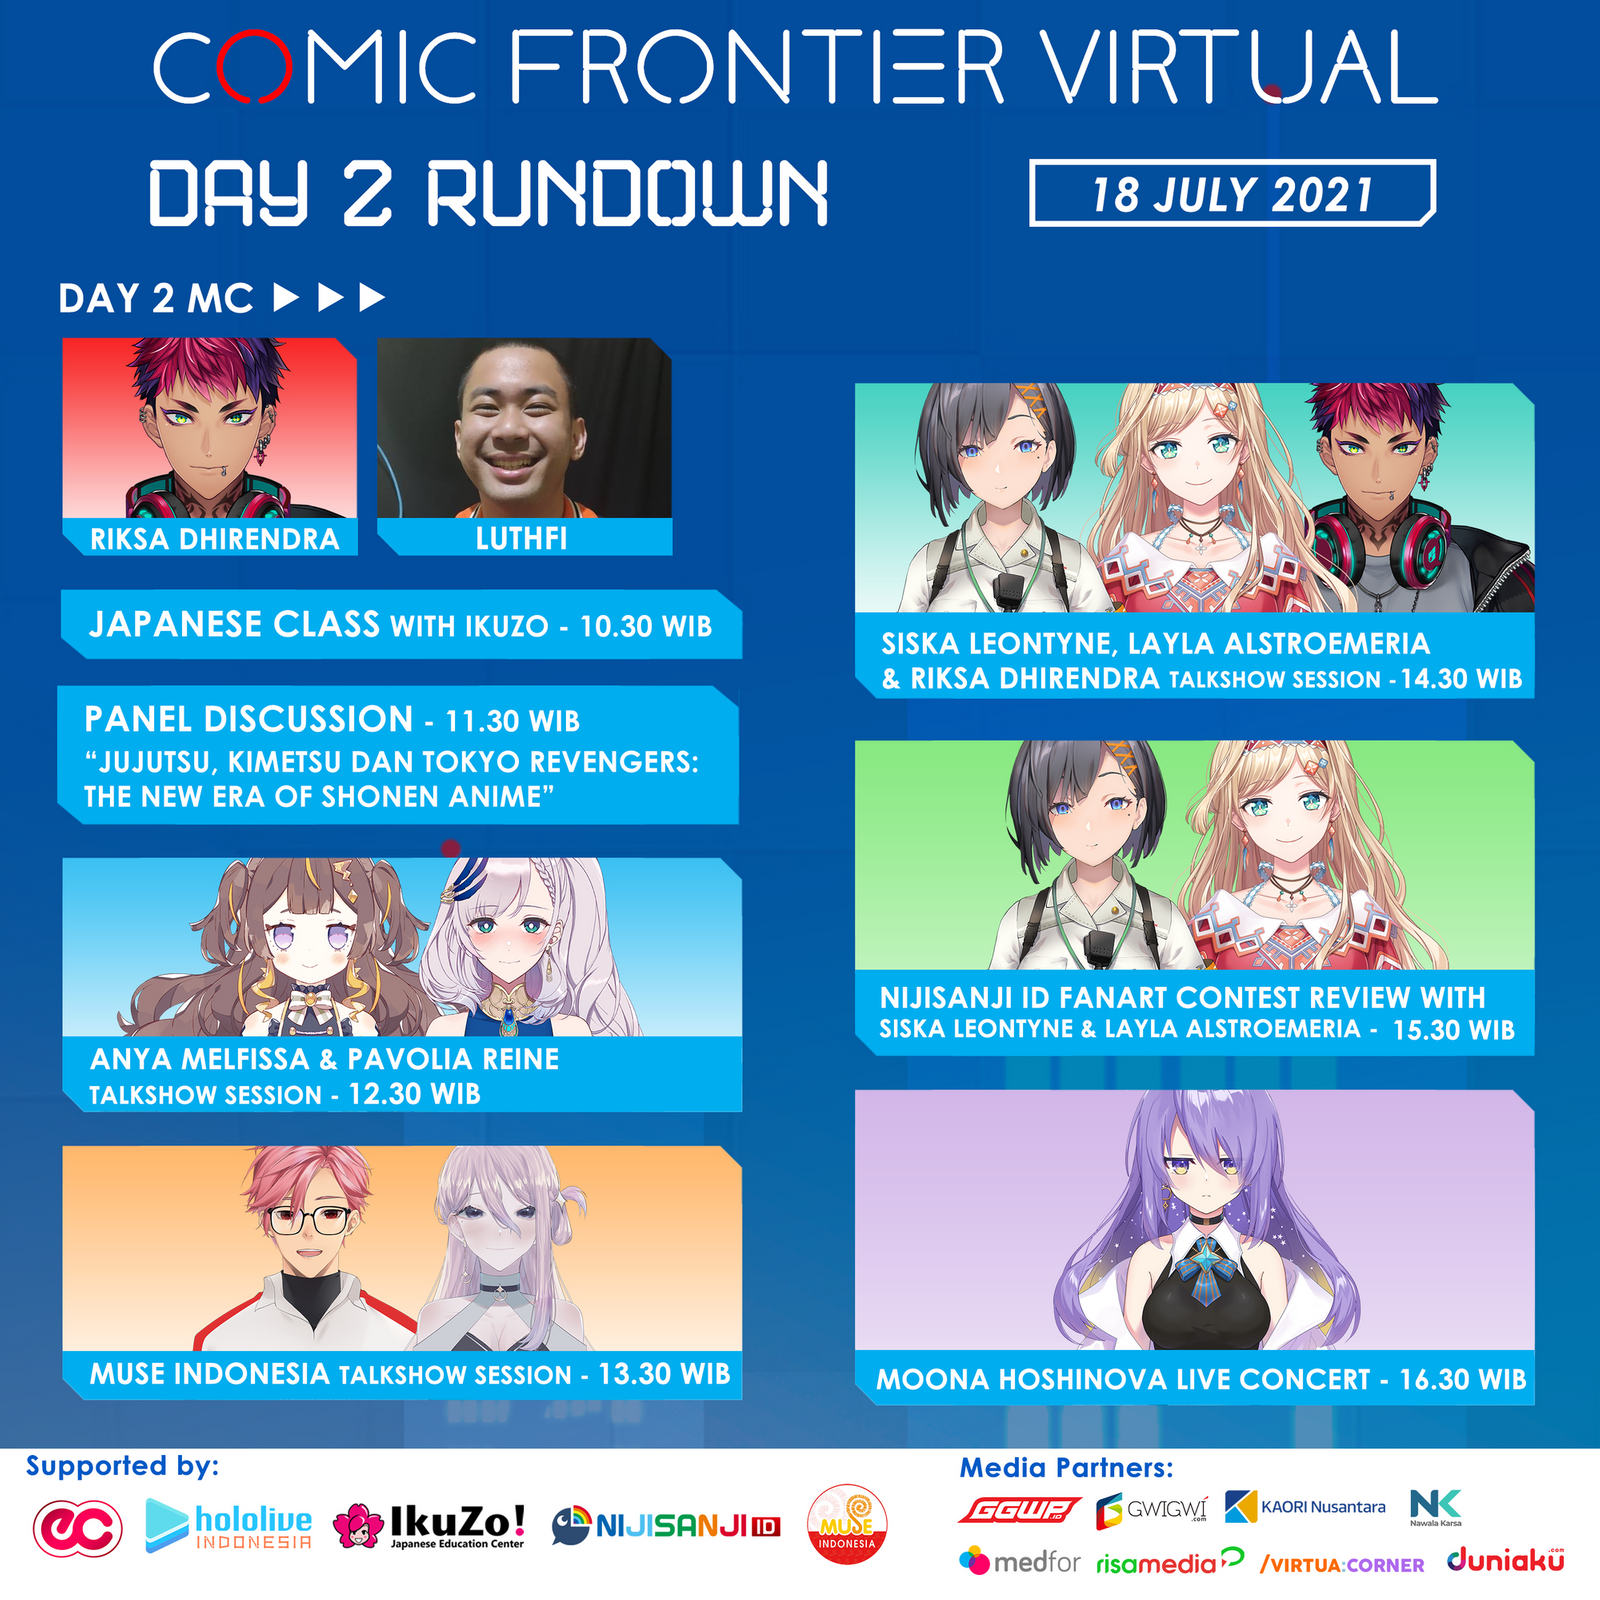 COMIC FRONTIER VIRTUAL
DAY 2 RUNDOWN
18 JULY 2021
DAY 2 MC
RIKSA DHIRENDRA
LUTHFI
JAPANESE CLASS WITH IKUZO - 10.30 WIB
PANEL DISCUSSION - 11.30 WIB
“JUJUTSU, KIMETSU DAN TOKYO REVENGERS:
THE NEW ERA OF SHONEN ANIME”
ANYA MELFISSA & PAVOLIA REINE
TALKSHOW SESSION - 12.30 WIB
MUSE INDONESIA TALKSHOW SESSION - 13.30 WIB
SISKA LEONTYNE, LAYLA ALSTROEMERIA
& RIKSA DHIRENDRA TALKSHOW SESSION - 14.30 WIB
NIJISANJI ID FANART CONTEST REVIEW WITH
SISKA LEONTYNE & LAYLA ALSTROEMERIA - 15.30 WIB
MOONA HOSHINOVA LIVE CONCERT - 16.30 WIB
Supported by:
hololive
INDONESIA
IkuZo!
Japanese Education Center
NIJISANJI ID
MUSE
INDONESIA
Media Partners:
GGWP.ID
GWIGWI.com
KAORI Nusantara
NK
Nawala Karsa
medfor
risamedia
/VIRTUA:CORNER
duniaku.com